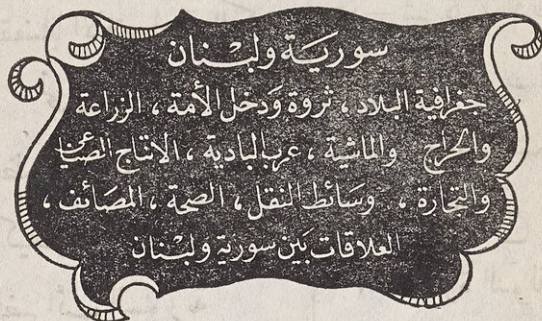 سورية ولبنان
جغرافية البلاد ، ثروة ودخل الأمة ، الزراعة
والحراج والماشية ، عرب البادية ، الانتاج الصناعي
والتجارة ، وسائط النقل ، الصحة ، المصائف ،
العلاقات بين سورية ولبنان